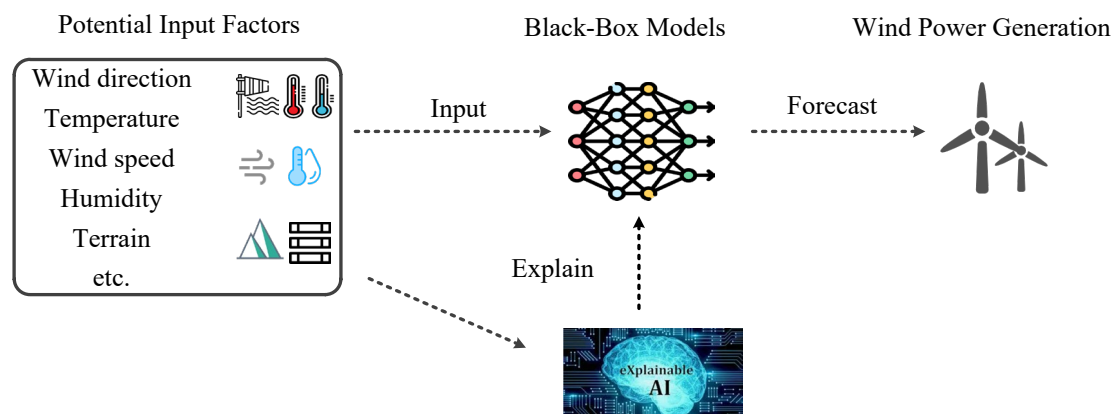 Potential Input Factors
Black-Box Models
Wind Power Generation
Wind direction
Temperature
Wind speed
Humidity
Terrain
etc.
Input
Forecast
Explain
eXplainable
AI